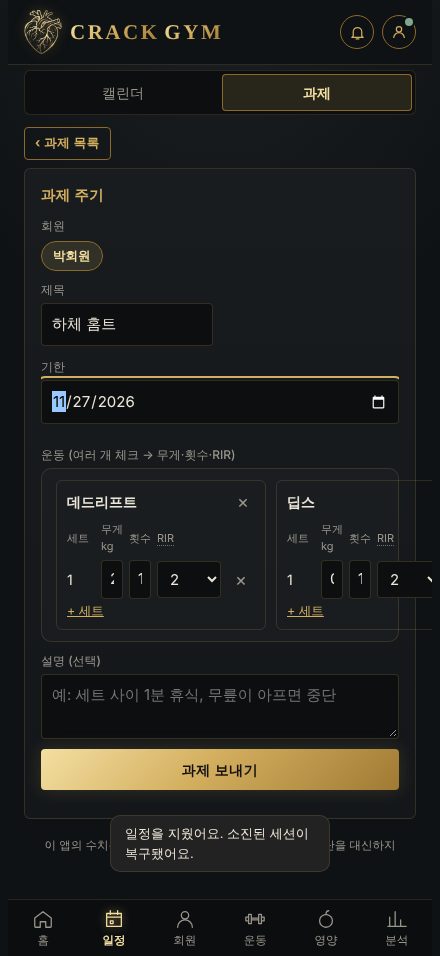 CRACK GYM
캘린더
과제
‹ 과제 목록
과제 주기
회원
박회원
제목
하체 홈트
기한
11/27/2026
운동 (여러 개 체크 → 무게·횟수·RIR)
데드리프트 ×
세트 무게 kg 횟수 RIR
1 2 ×
+ 세트
딥스
세트 무게 kg 횟수 RIR
1 2
+ 세트
설명 (선택)
예: 세트 사이 1분 휴식, 무릎이 아프면 중단
과제 보내기
이 앱의 수치
을 대신하지
일정을 지웠어요. 소진된 세션이
복구됐어요.
홈 일정 회원 운동 영양 분석